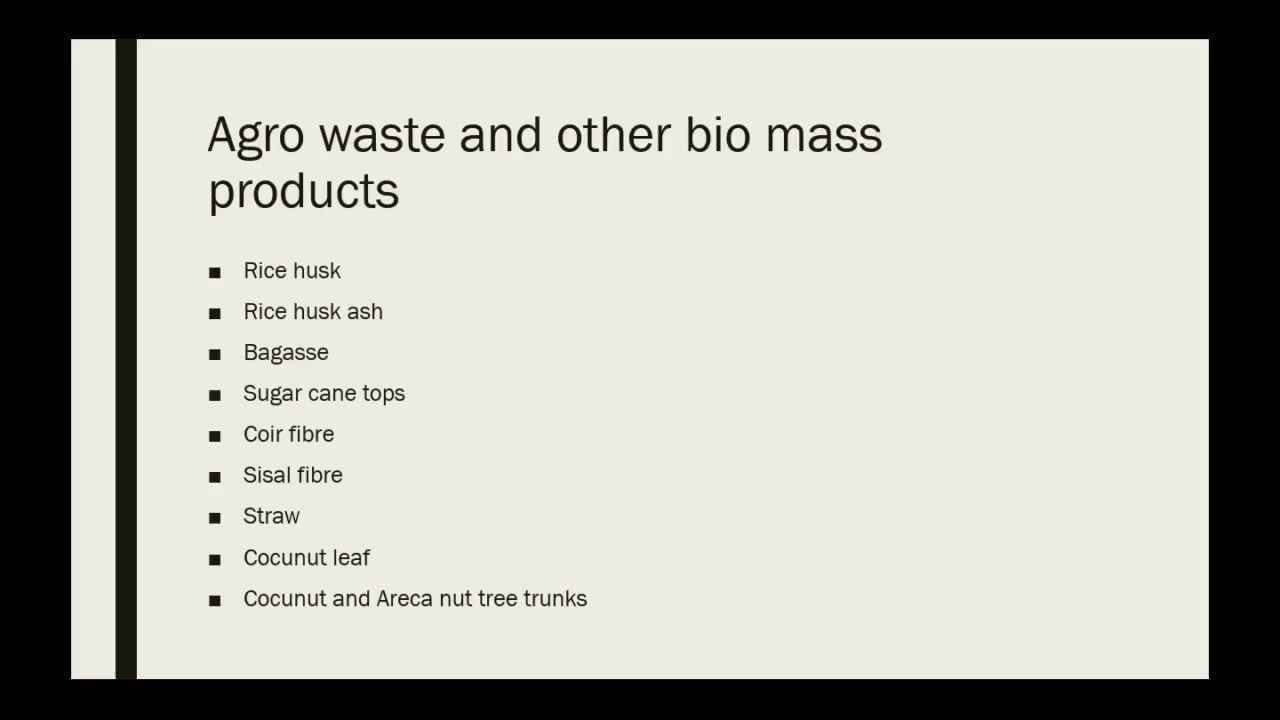 Agro waste and other bio mass
products
■ Rice husk
■ Rice husk ash
■ Bagasse
■ Sugar cane tops
■ Coir fibre
■ Sisal fibre
■ Straw
■ Cocunut leaf
■ Cocunut and Areca nut tree trunks